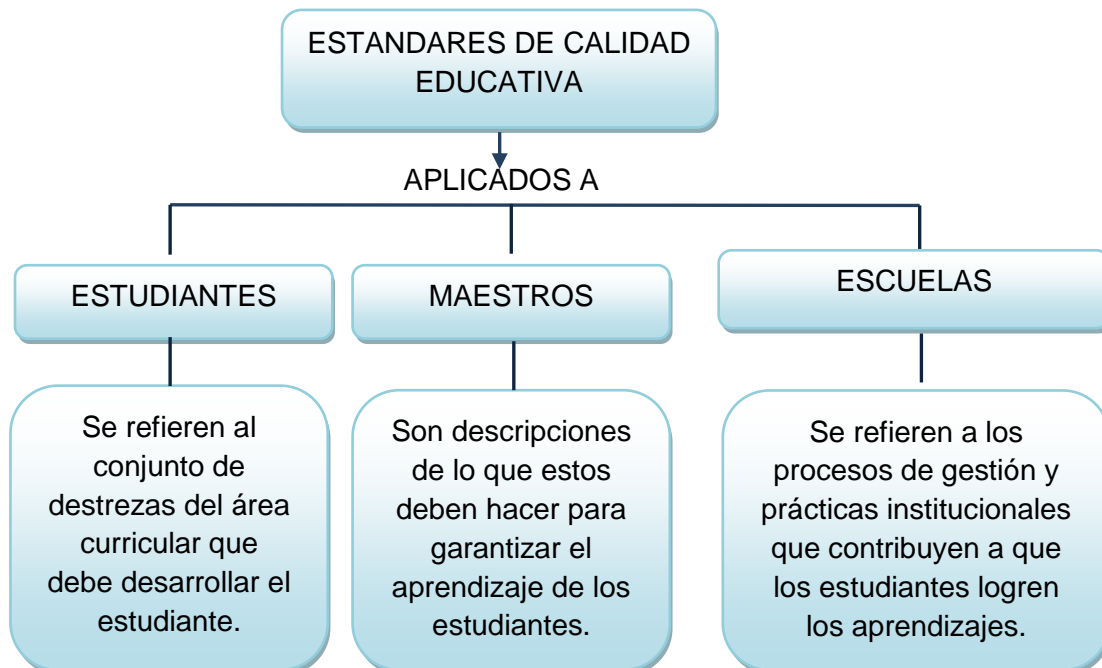 ESTANDARES DE CALIDAD
EDUCATIVA
APLICADOS A
ESTUDIANTES
MAESTROS
ESCUELAS
Se refieren al
conjunto de
destrezas del área
curricular que
debe desarrollar el
estudiante.
Son descripciones
de lo que estos
deben hacer para
garantizar el
aprendizaje de los
estudiantes.
Se refieren a los
procesos de gestión y
prácticas institucionales
que contribuyen a que
los estudiantes logren
los aprendizajes.